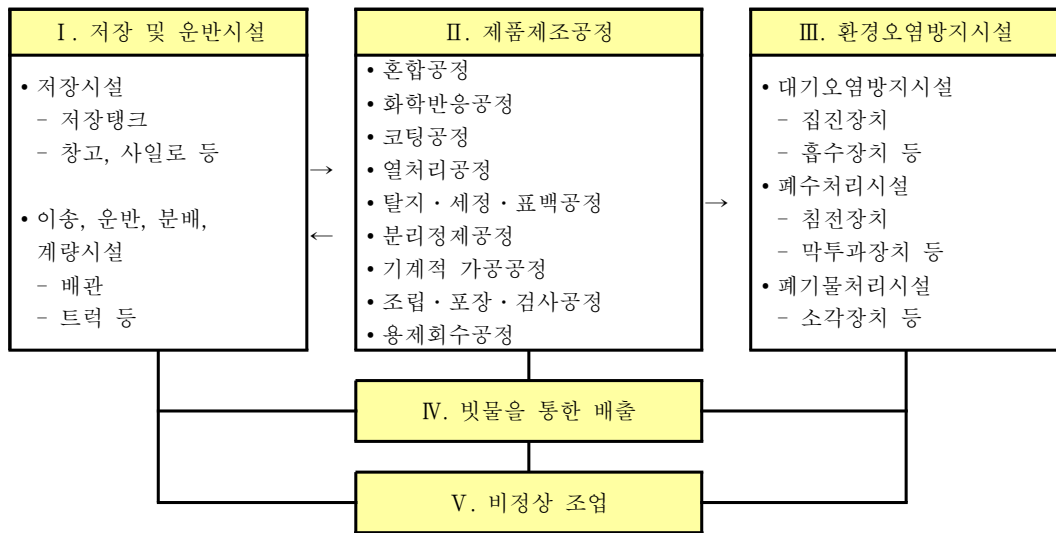 Ⅰ. 저장 및 운반시설
• 저장시설
- 저장탱크
- 창고, 사일로 등
• 이송, 운반, 분배,
계량시설
- 배관
- 트럭 등
→
←
Ⅱ. 제품제조공정
• 혼합공정
• 화학반응공정
• 코팅공정
• 열처리공정
• 탈지·세정·표백공정
• 분리정제공정
• 기계적 가공공정
• 조립·포장·검사공정
• 용제회수공정
→
Ⅲ. 환경오염방지시설
• 대기오염방지시설
- 집진장치
- 흡수장치 등
• 폐수처리시설
- 침전장치
- 막투과장치 등
• 폐기물처리시설
- 소각장치 등
Ⅳ. 빗물을 통한 배출
Ⅴ. 비정상 조업